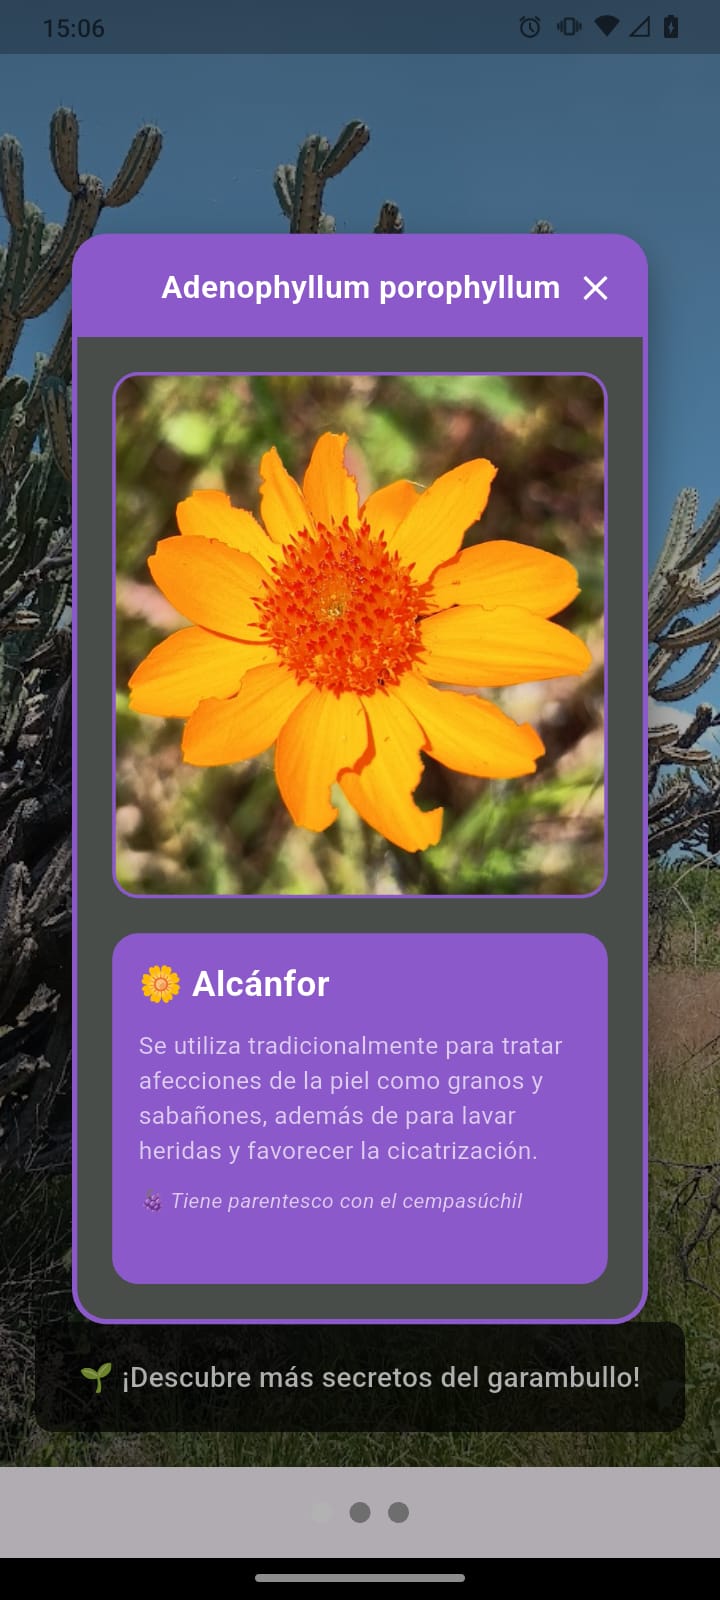 15:06
Adenophyllum porophyllum
Alcánfor
Se utiliza tradicionalmente para tratar
afecciones de la piel como granos y
sabañones, además de para lavar
heridas y favorecer la cicatrización.
Tiene parentesco con el cempasúchil
¡Descubre más secretos del garambullo!